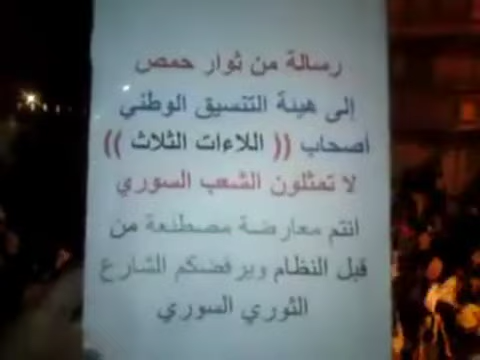 رسالة من ثوار حمص
إلى هيئة التنسيق الوطني
أصحاب (( اللاءات الثلاث ))
لا تمثلون الشعب السوري
انتم معارضة مصطنعة من
قبل النظام ويرفضكم الشارع
الثوري السوري